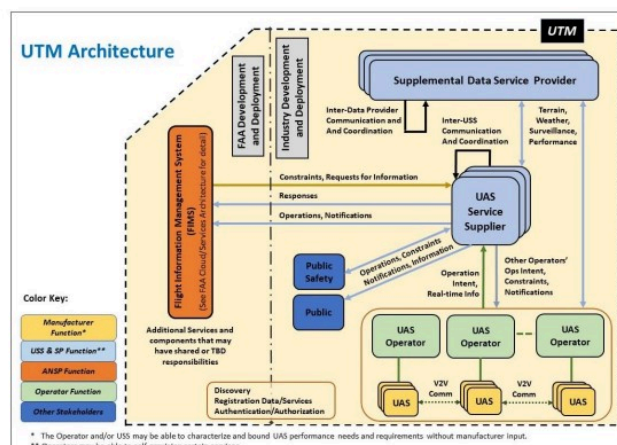 UTM
UTM Architecture
FAA Development
and Deployment
Industry Development
and Deployment
Supplemental Data Service Provider
Inter-Data Provider
Communication and
And Coordination
Inter-USS
Communication
And Coordination
Terrain,
Weather,
Surveillance,
Performance
Flight Information Management System
(FIMS)
(See FAA Cloud/Services Architecture for detail)
Constraints, Requests for Information
Responses
Operations, Notifications
UAS
Service
Supplier
Public
Safety
Public
Operations, Constraints
Notifications, Information
Operation
Intent,
Real-time Info
Other Operators'
Ops Intent,
Constraints,
Notifications
Color Key:
Manufacturer
Function*
USS & SP Function**
ANSP Function
Operator Function
Other Stakeholders
Additional Services and
components that may
have shared or TBD
responsibilities
Discovery
Registration Data/Services
Authentication/Authorization
UAS
Operator
UAS
Operator
UAS
Operator
UAS
V2V
Comm
UAS
V2V
Comm
UAS
* The Operator and/or USS may be able to characterize and bound UAS performance needs and requirements without manufacturer input.